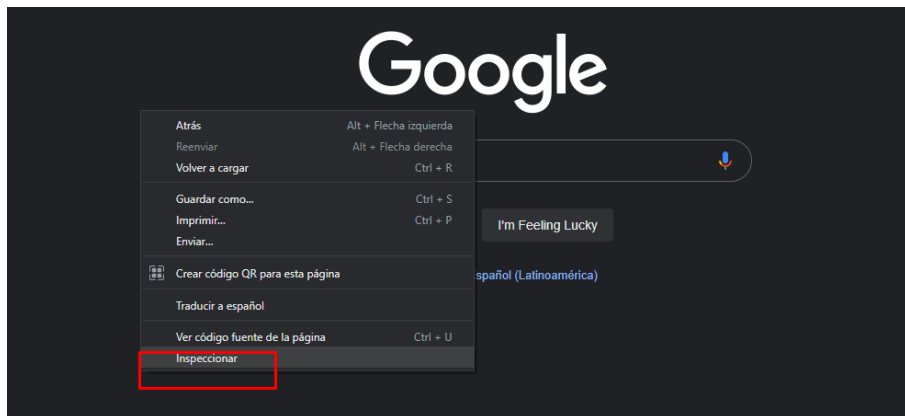 Google
Atrás Alt + Flecha izquierda
Reenviar Alt + Flecha derecha
Volver a cargar Ctrl + R
Guardar como... Ctrl + S
Imprimir... Ctrl + P
I'm Feeling Lucky
Enviar...
Crear código QR para esta página
spañol (Latinoamérica)
Traducir a español
Ver código fuente de la página Ctrl + U
Inspeccionar